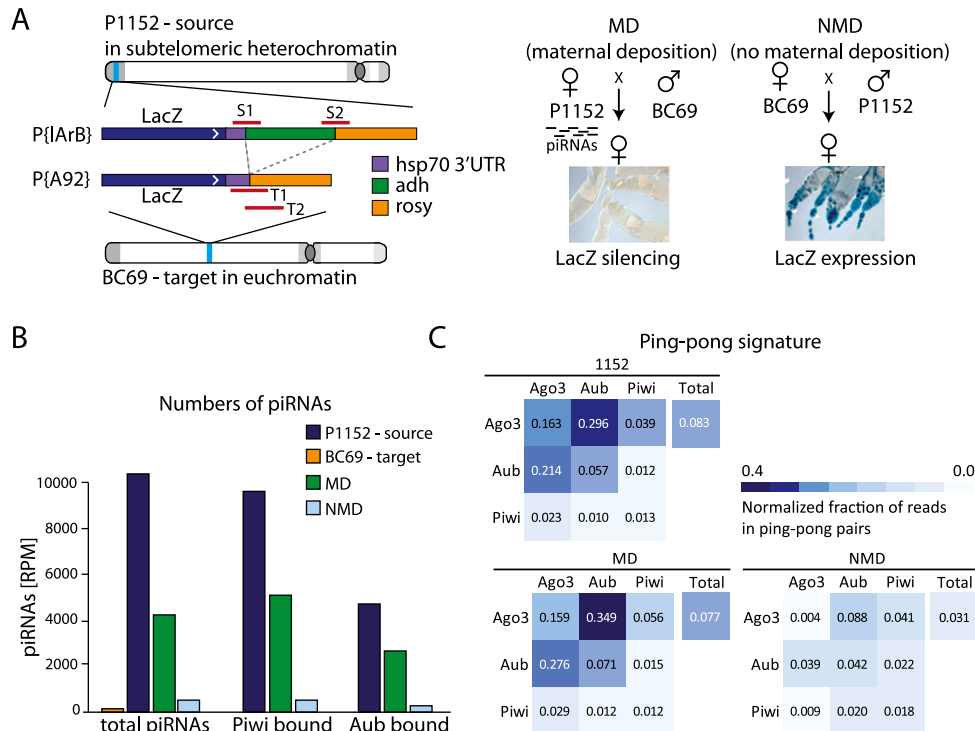 A
P1152 - source
in subtelomeric heterochromatin
LacZ
S1
S2
P{lArB}
P{A92}
LacZ
T1
T2
hsp70 3'UTR
adh
rosy
BC69 - target in euchromatin
MD
(maternal deposition)
♀ x ♂
P1152 BC69
piRNAs
♀
LacZ silencing
NMD
(no maternal deposition)
♀ x ♂
BC69 P1152
♀
LacZ expression
B
Numbers of piRNAs
P1152 - source
BC69 - target
MD
NMD
piRNAs [RPM]
10000
8000
6000
4000
2000
0
total piRNAs
Piwi bound
Aub bound
C
Ping-pong signature
1152
Ago3 Aub Piwi Total
Ago3 0.163 0.296 0.039 0.083
Aub 0.214 0.057 0.012
Piwi 0.023 0.010 0.013
0.4 0.0
Normalized fraction of reads
in ping-pong pairs
MD
Ago3 Aub Piwi Total
Ago3 0.159 0.349 0.056 0.077
Aub 0.276 0.071 0.015
Piwi 0.029 0.012 0.012
NMD
Ago3 Aub Piwi Total
Ago3 0.004 0.088 0.041 0.031
Aub 0.039 0.042 0.022
Piwi 0.009 0.020 0.018